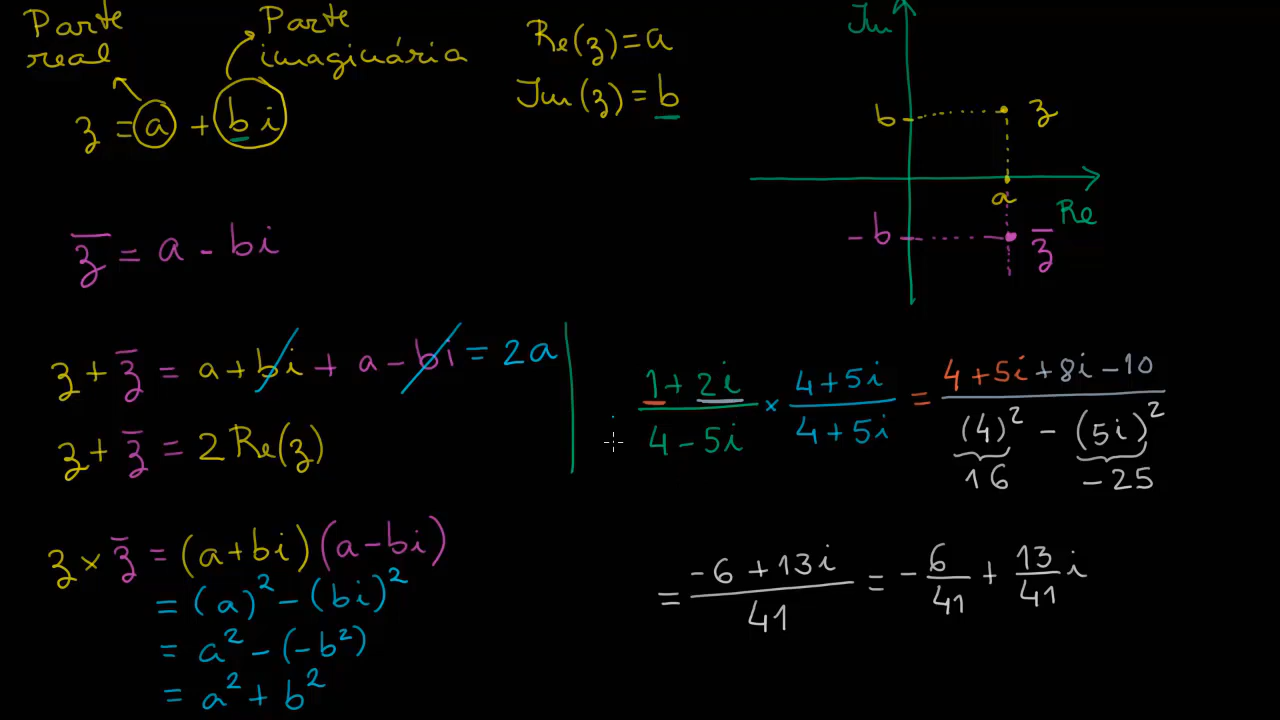 Parte real
Parte imaginária
z = a + bi
Re(z) = a
Im(z) = b
Im
b
z
a
Re
-b
z̅
z̅ = a - bi
z + z̅ = a + bi + a - bi = 2a
z + z̅ = 2 Re(z)
z × z̅ = (a + bi)(a - bi)
= (a)² - (bi)²
= a² - (-b²)
= a² + b²
(1 + 2i)/(4 - 5i) × (4 + 5i)/(4 + 5i) = (4 + 5i + 8i - 10)/((4)² - (5i)²)
16 -25
= (-6 + 13i)/41 = -6/41 + 13/41 i